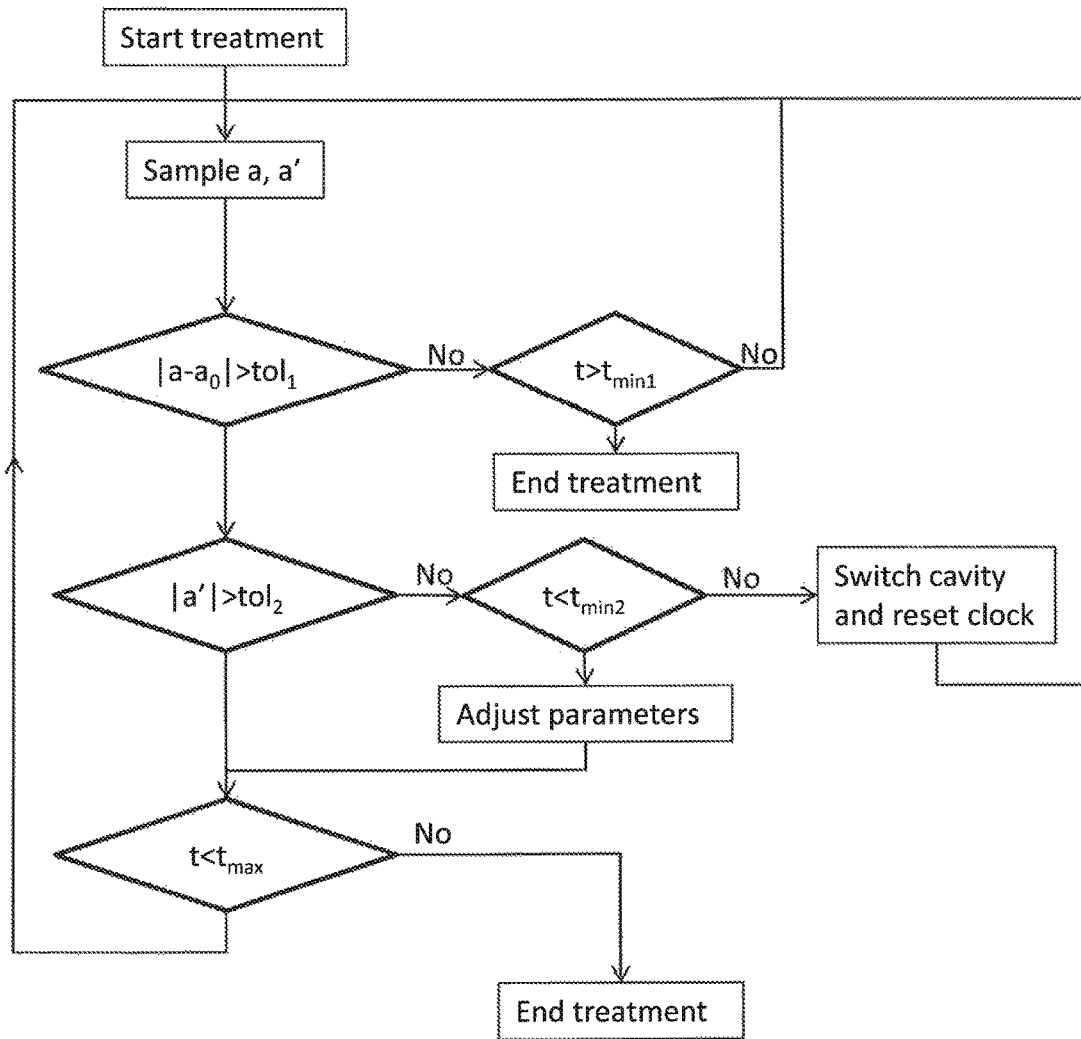 Start treatment
Sample a, a′
|a-a₀|>tol₁
No
t>tₘᵢₙ₁
No
End treatment
|a′|>tol₂
No
t<tₘᵢₙ₂
No
Switch cavity
and reset clock
Adjust parameters
t<tₘₐₓ
No
End treatment